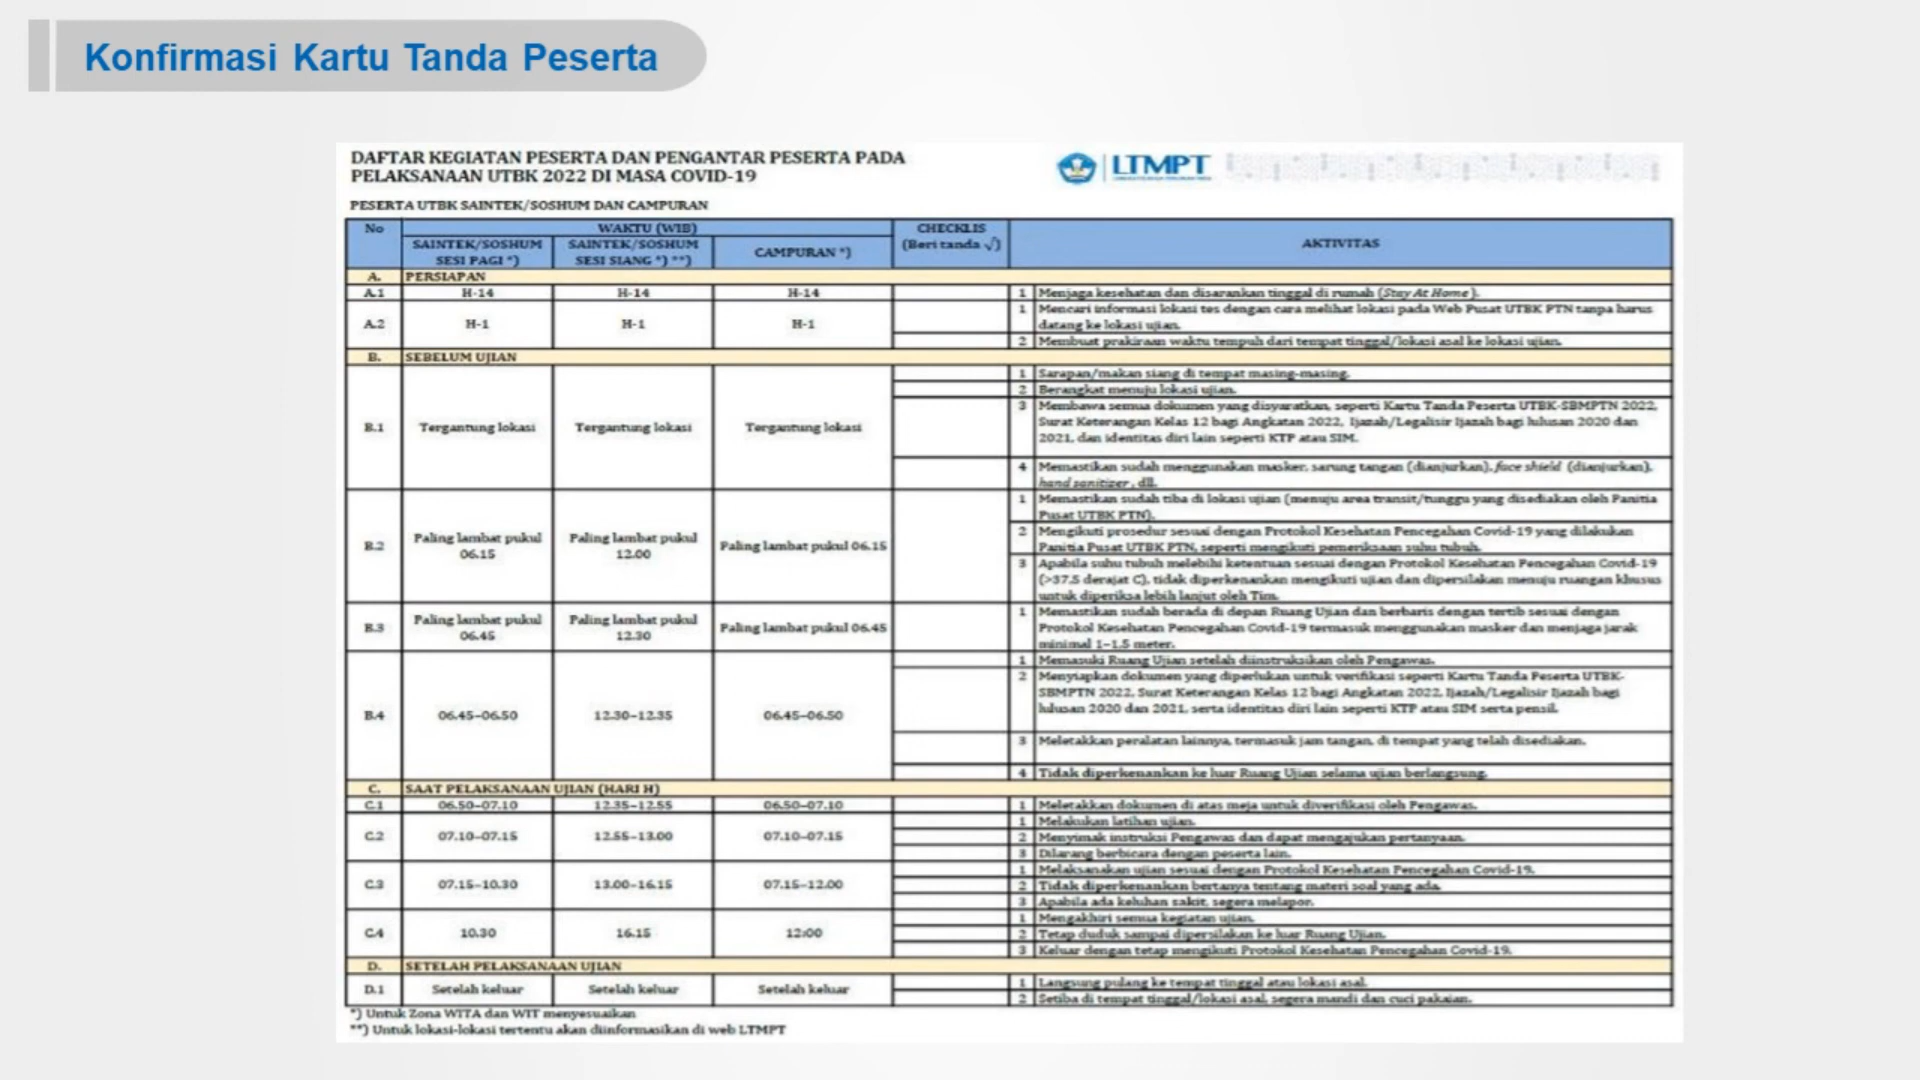 Konfirmasi Kartu Tanda Peserta
DAFTAR KEGIATAN PESERTA DAN PENGANTAR PESERTA PADA
PELAKSANAAN UTBK 2022 DI MASA COVID-19
LTMPT
PESERTA UTBK SAINTEK/SOSHUM DAN CAMPURAN
No
WAKTU (WIB)
SAINTEK/SOSHUM
SESI PAGI *)
SAINTEK/SOSHUM
SESI SIANG *) **)
CAMPURAN *)
CHECKLIS
(Beri tanda √)
AKTIVITAS
A. PERSIAPAN
A.1 H-14 H-14 H-14
1 Menjaga kesehatan dan disarankan tinggal di rumah (Stay At Home).
A.2 H-1 H-1 H-1
1 Mencari informasi lokasi tes dengan cara melihat lokasi pada Web Pusat UTBK PTN tanpa harus
datang ke lokasi ujian.
2 Membuat prakiraan waktu tempuh dari tempat tinggal/lokasi asal ke lokasi ujian.
B. SEBELUM UJIAN
B.1 Tergantung lokasi Tergantung lokasi Tergantung lokasi
1 Sarapan/makan siang di tempat masing-masing.
2 Berangkat menuju lokasi ujian.
3 Membawa semua dokumen yang disyaratkan, seperti Kartu Tanda Peserta UTBK-SBMPTN 2022,
Surat Keterangan Kelas 12 bagi Angkatan 2022, Ijazah/Legalisir Ijazah bagi lulusan 2020 dan
2021, dan identitas diri lain seperti KTP atau SIM.
4 Memastikan sudah menggunakan masker, sarung tangan (dianjurkan), face shield (dianjurkan),
hand sanitizer, dll.
B.2 Paling lambat pukul
06.15
Paling lambat pukul
12.00
Paling lambat pukul 06.15
1 Memastikan sudah tiba di lokasi ujian (menuju area transit/tunggu yang disediakan oleh Panitia
Pusat UTBK PTN).
2 Mengikuti prosedur sesuai dengan Protokol Kesehatan Pencegahan Covid-19 yang dilakukan
Panitia Pusat UTBK PTN, seperti mengikuti pemeriksaan suhu tubuh.
3 Apabila suhu tubuh melebihi ketentuan sesuai dengan Protokol Kesehatan Pencegahan Covid-19
(>37.5 derajat C), tidak diperkenankan mengikuti ujian dan dipersilakan menuju ruangan khusus
untuk diperiksa lebih lanjut oleh Tim.
B.3 Paling lambat pukul
06.45
Paling lambat pukul
12.30
Paling lambat pukul 06.45
1 Memastikan sudah berada di depan Ruang Ujian dan berbaris dengan tertib sesuai dengan
Protokol Kesehatan Pencegahan Covid-19 termasuk menggunakan masker dan menjaga jarak
minimal 1–1.5 meter.
B.4 06.45–06.50 12.30–12.35 06.45–06.50
1 Memasuki Ruang Ujian setelah diinstruksikan oleh Pengawas.
2 Menyiapkan dokumen yang diperlukan untuk verifikasi seperti Kartu Tanda Peserta UTBK-
SBMPTN 2022, Surat Keterangan Kelas 12 bagi Angkatan 2022, Ijazah/Legalisir Ijazah bagi
lulusan 2020 dan 2021, serta identitas diri lain seperti KTP atau SIM serta pensil.
3 Meletakkan peralatan lainnya, termasuk jam tangan, di tempat yang telah disediakan.
4 Tidak diperkenankan ke luar Ruang Ujian selama ujian berlangsung.
C. SAAT PELAKSANAAN UJIAN (HARI H)
C.1 06.50–07.10 12.35–12.55 06.50–07.10
1 Meletakkan dokumen di atas meja untuk diverifikasi oleh Pengawas.
C.2 07.10–07.15 12.55–13.00 07.10–07.15
1 Melakukan latihan ujian.
2 Menyimak instruksi Pengawas dan dapat mengajukan pertanyaan.
3 Dilarang berbicara dengan peserta lain.
C.3 07.15–10.30 13.00–16.15 07.15–12.00
1 Melaksanakan ujian sesuai dengan Protokol Kesehatan Pencegahan Covid-19.
2 Tidak diperkenankan bertanya tentang materi soal yang ada.
3 Apabila ada keluhan sakit, segera melapor.
C.4 10.30 16.15 12:00
1 Mengakhiri semua kegiatan ujian.
2 Tetap duduk sampai dipersilakan ke luar Ruang Ujian.
3 Keluar dengan tetap mengikuti Protokol Kesehatan Pencegahan Covid-19.
D. SETELAH PELAKSANAAN UJIAN
D.1 Setelah keluar Setelah keluar Setelah keluar
1 Langsung pulang ke tempat tinggal atau lokasi asal.
2 Setiba di tempat tinggal/lokasi asal, segera mandi dan cuci pakaian.
*) Untuk Zona WITA dan WIT menyesuaikan
**) Untuk lokasi-lokasi tertentu akan diinformasikan di web LTMPT